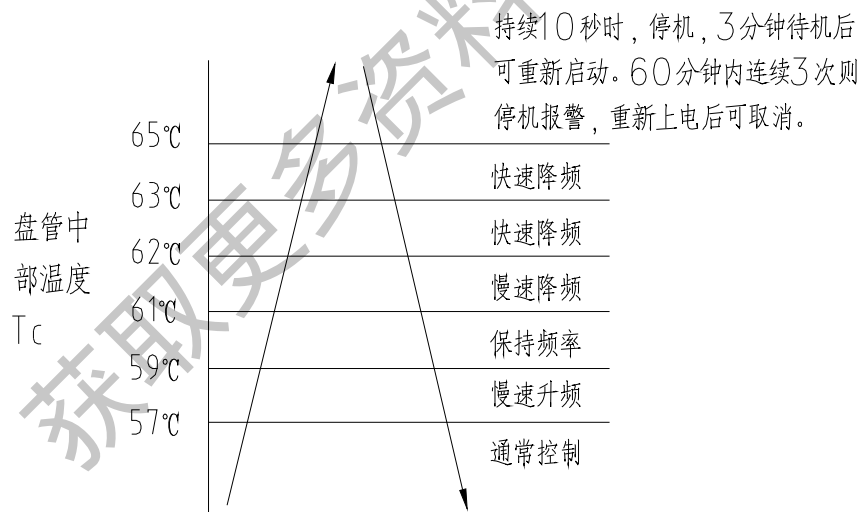 持续10秒时，停机，3分钟待机后
可重新启动。60分钟内连续3次则
停机报警，重新上电后可取消。
65℃
快速降频
63℃
快速降频
62℃
慢速降频
61℃
保持频率
59℃
慢速升频
57℃
通常控制
盘管中
部温度
Tc
获取更多资料